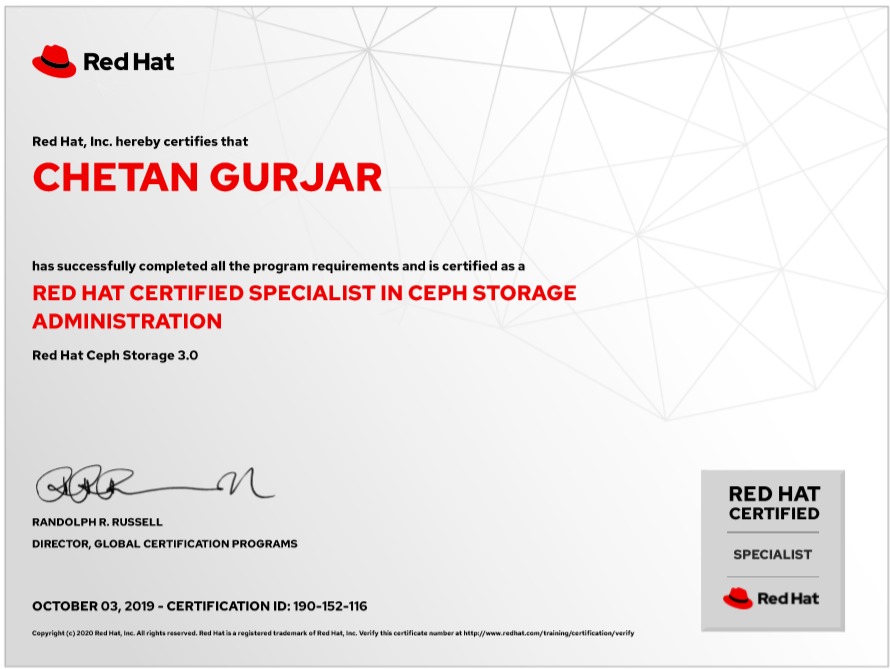 Red Hat
Red Hat, Inc. hereby certifies that
CHETAN GURJAR
has successfully completed all the program requirements and is certified as a
RED HAT CERTIFIED SPECIALIST IN CEPH STORAGE
ADMINISTRATION
Red Hat Ceph Storage 3.0
RANDOLPH R. RUSSELL
DIRECTOR, GLOBAL CERTIFICATION PROGRAMS
OCTOBER 03, 2019 - CERTIFICATION ID: 190-152-116
Copyright (c) 2020 Red Hat, Inc. All rights reserved. Red Hat is a registered trademark of Red Hat, Inc. Verify this certificate number at http://www.redhat.com/training/certification/verify
RED HAT
CERTIFIED
SPECIALIST
Red Hat